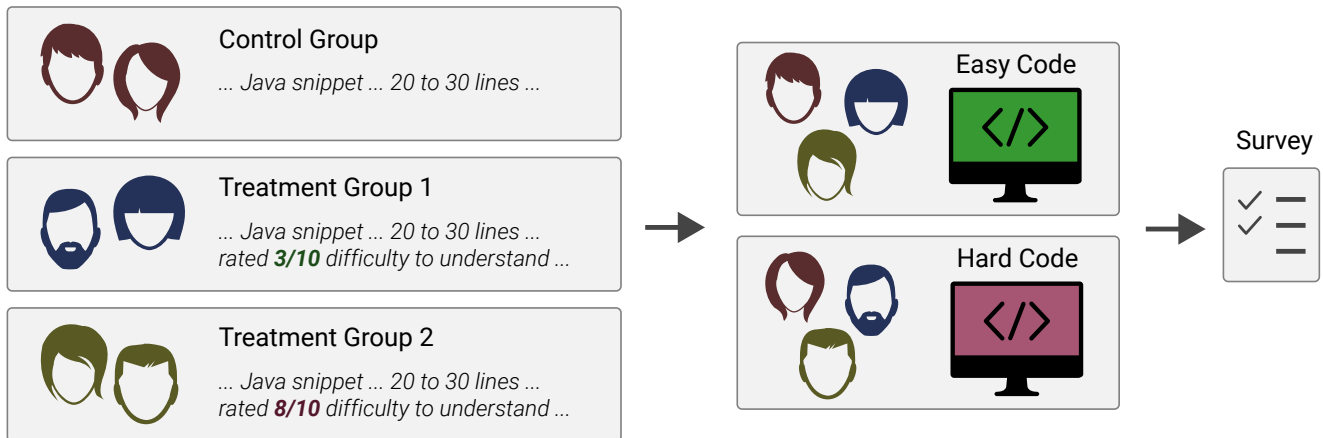 Control Group
... Java snippet ... 20 to 30 lines ...
Treatment Group 1
... Java snippet ... 20 to 30 lines ...
rated 3/10 difficulty to understand ...
Treatment Group 2
... Java snippet ... 20 to 30 lines ...
rated 8/10 difficulty to understand ...
Easy Code
</>
Hard Code
</>
Survey